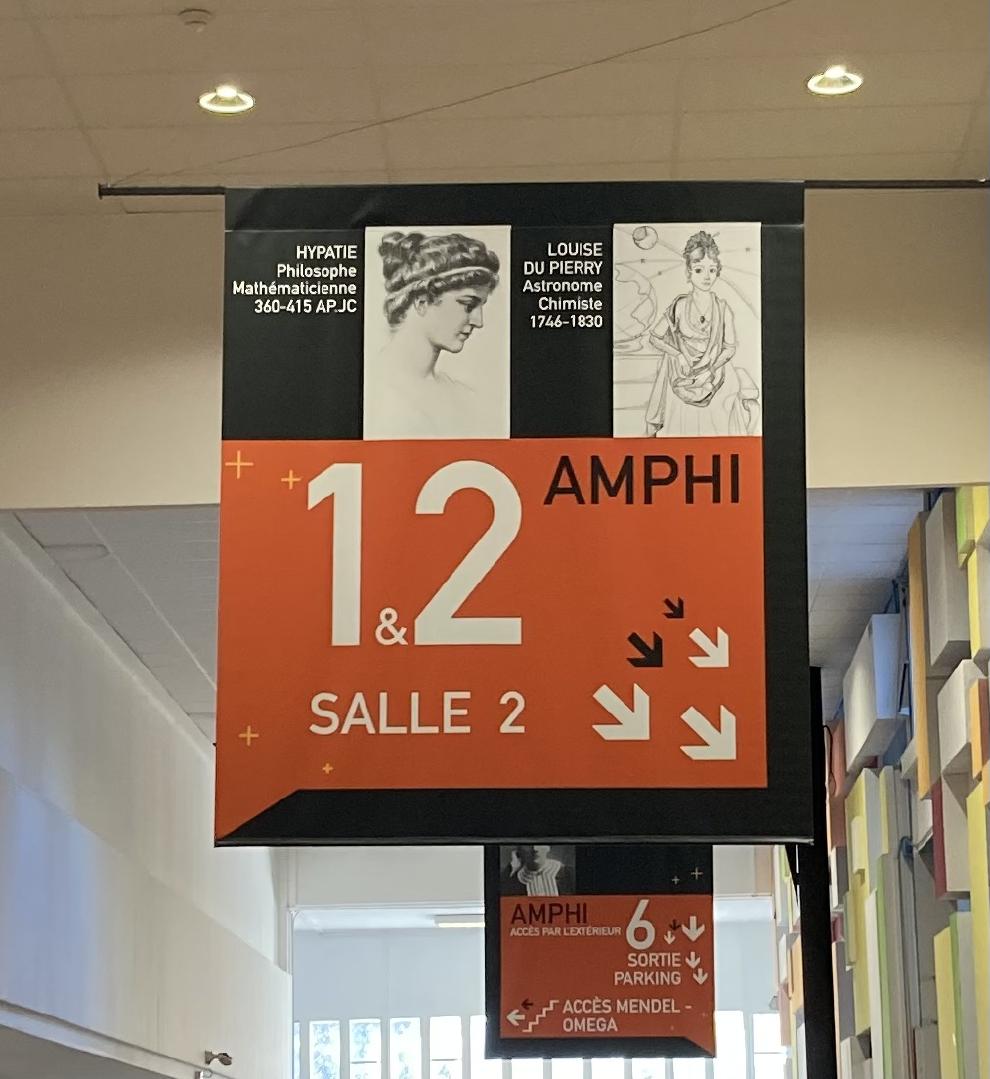 HYPATIE
Philosophe
Mathématicienne
360-415 AP.JC
LOUISE
DU PIERRY
Astronome
Chimiste
1746-1830
AMPHI
1&2
SALLE 2
AMPHI 6
ACCÈS PAR L'EXTÉRIEUR
SORTIE
PARKING
ACCÈS MENDEL -
OMEGA